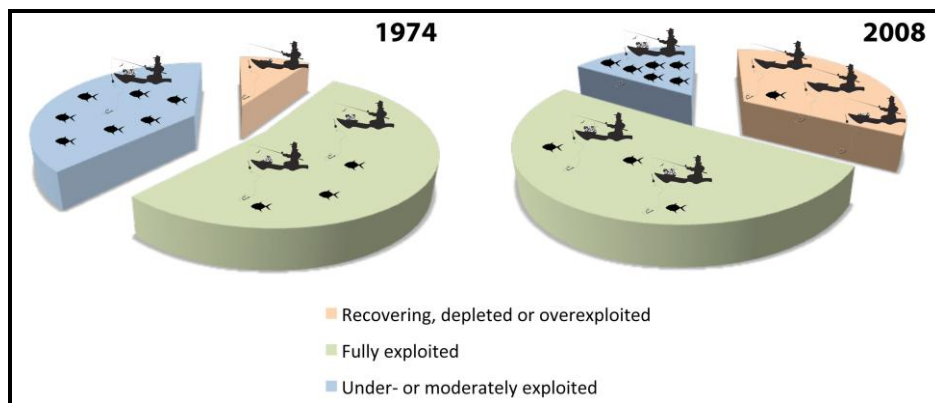 1974
2008
Recovering, depleted or overexploited
Fully exploited
Under- or moderately exploited